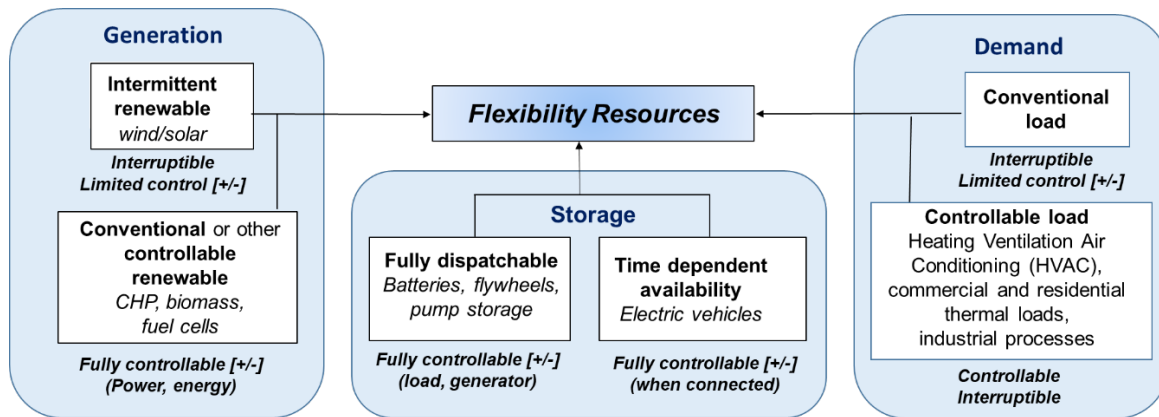 Generation
Intermittent
renewable
wind/solar
Interruptible
Limited control [+/-]
Conventional or other
controllable
renewable
CHP, biomass,
fuel cells
Fully controllable [+/-]
(Power, energy)
Flexibility Resources
Storage
Fully dispatchable
Batteries, flywheels,
pump storage
Fully controllable [+/-]
(load, generator)
Time dependent
availability
Electric vehicles
Fully controllable [+/-]
(when connected)
Demand
Conventional
load
Interruptible
Limited control [+/-]
Controllable load
Heating Ventilation Air
Conditioning (HVAC),
commercial and residential
thermal loads,
industrial processes
Controllable
Interruptible